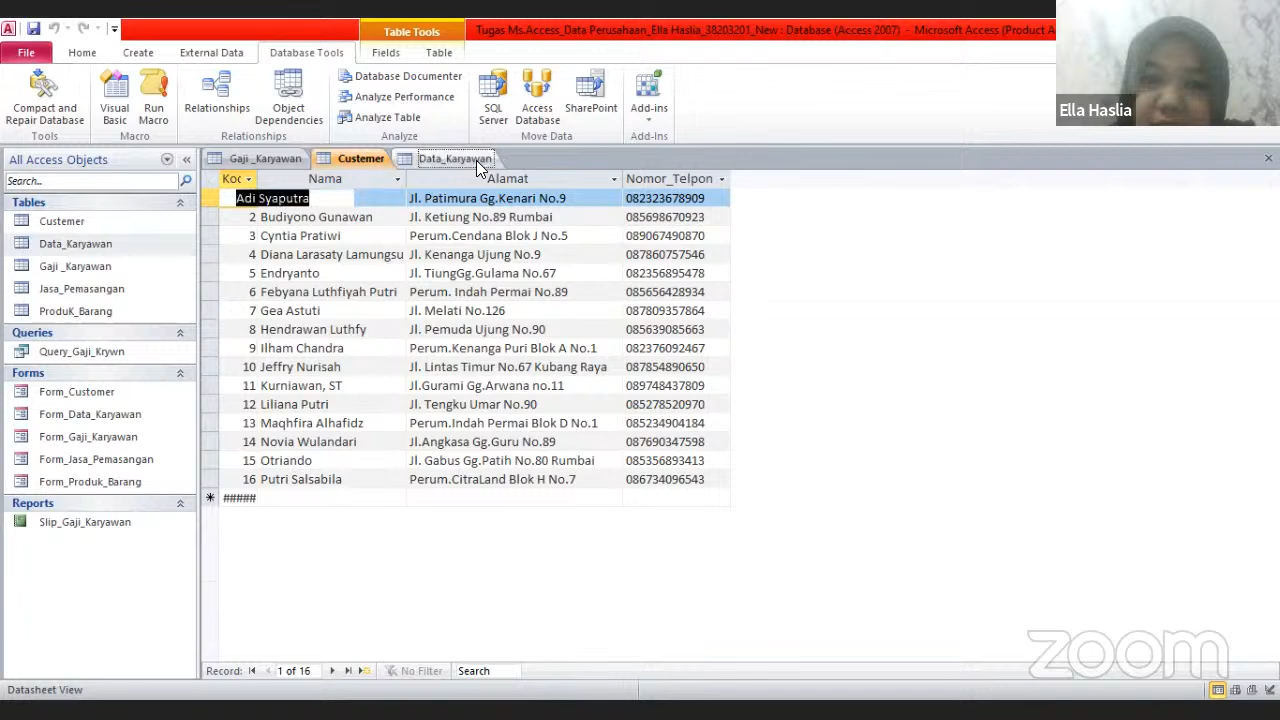 Table Tools
Tugas Ms.Access_Data Perusahaan_Ella Haslia_38203201_New : Database (Access 2007) - Microsoft Access (Product A
File Home Create External Data Database Tools Fields Table
Compact and Repair Database
Visual Basic
Run Macro
Relationships
Object Dependencies
Database Documenter
Analyze Performance
Analyze Table
SQL Server
Access Database
SharePoint
Add-ins
Tools Macro Relationships Analyze Move Data Add-Ins
Ella Haslia
All Access Objects
Search...
Tables
Custemer
Data_Karyawan
Gaji _Karyawan
Jasa_Pemasangan
ProduK_Barang
Queries
Query_Gaji_Krywn
Forms
Form_Customer
Form_Data_Karyawan
Form_Gaji_Karyawan
Form_Jasa_Pemasangan
Form_Produk_Barang
Reports
Slip_Gaji_Karyawan
Gaji _Karyawan Custemer Data_Karyawan
Koc Nama Alamat Nomor_Telpon
Adi Syaputra Jl. Patimura Gg.Kenari No.9 082323678909
2 Budiyono Gunawan Jl. Ketiung No.89 Rumbai 085698670923
3 Cyntia Pratiwi Perum.Cendana Blok J No.5 089067490870
4 Diana Larasaty Lamungsu Jl. Kenanga Ujung No.9 087860757546
5 Endryanto Jl. TiungGg.Gulama No.67 082356895478
6 Febyana Luthfiyah Putri Perum. Indah Permai No.89 085656428934
7 Gea Astuti Jl. Melati No.126 087809357864
8 Hendrawan Luthfy Jl. Pemuda Ujung No.90 085639085663
9 Ilham Chandra Perum.Kenanga Puri Blok A No.1 082376092467
10 Jeffry Nurisah Jl. Lintas Timur No.67 Kubang Raya 087854890650
11 Kurniawan, ST Jl.Gurami Gg.Arwana no.11 089748437809
12 Liliana Putri Jl. Tengku Umar No.90 085278520970
13 Maqhfira Alhafidz Perum.Indah Permai Blok D No.1 085234904184
14 Novia Wulandari Jl.Angkasa Gg.Guru No.89 087690347598
15 Otriando Jl. Gabus Gg.Patih No.80 Rumbai 085356893413
16 Putri Salsabila Perum.CitraLand Blok H No.7 086734096543
#####
Record: 1 of 16 No Filter Search
Datasheet View
zoom